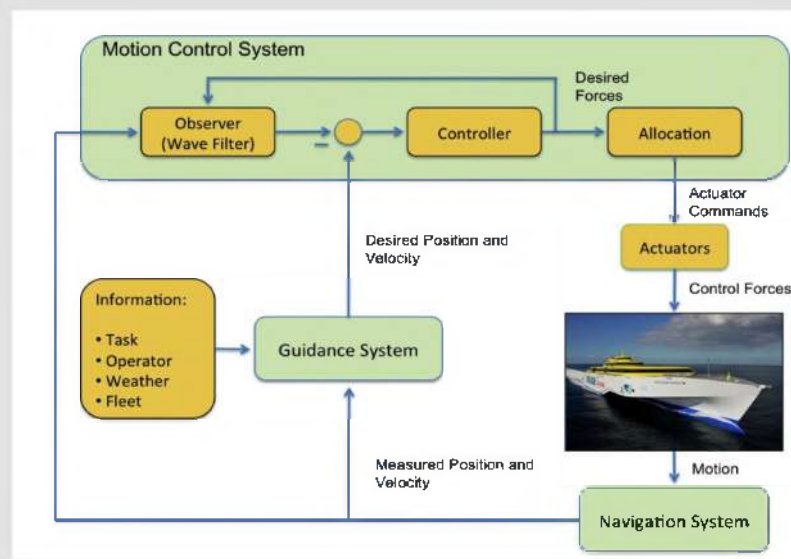 Motion Control System
Desired
Forces
Observer
(Wave Filter)
Controller
Allocation
Actuator
Commands
Desired Position and
Velocity
Actuators
Control Forces
Information:
• Task
• Operator
• Weather
• Fleet
Guidance System
Measured Position and
Velocity
Motion
Navigation System